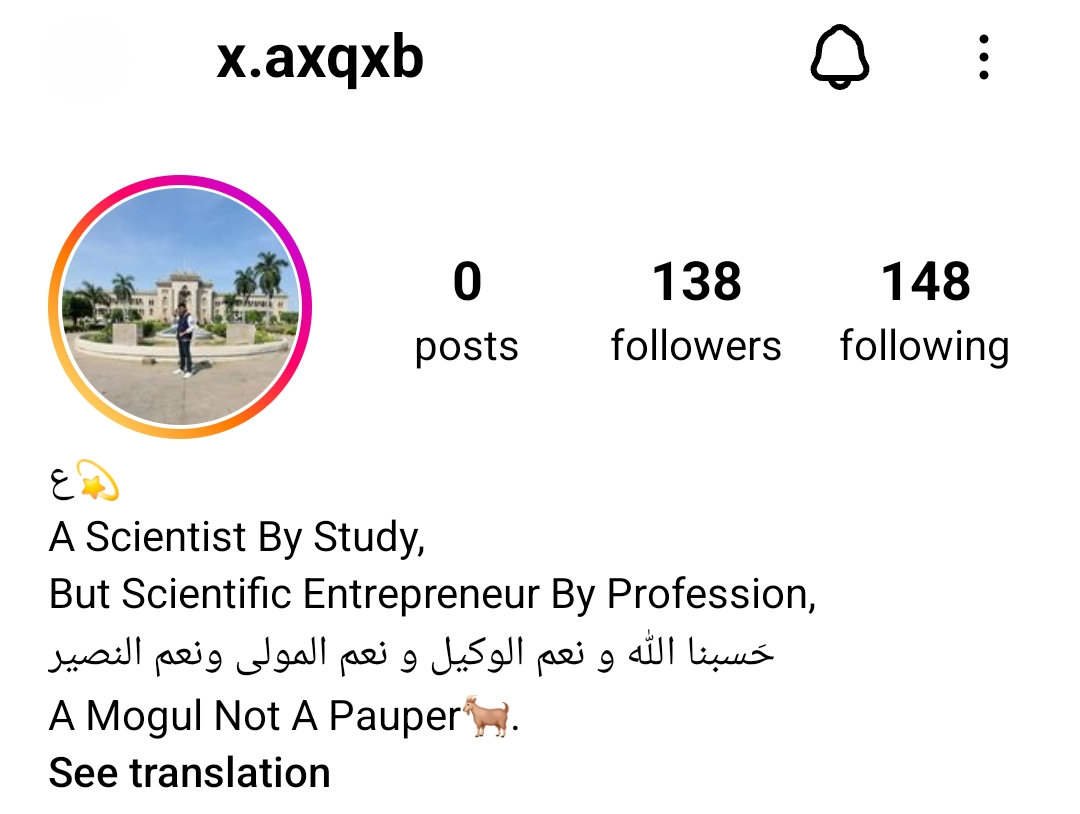 x.axqxb
0 138 148
posts followers following
ع💫
A Scientist By Study,
But Scientific Entrepreneur By Profession,
حَسبنا الله و نعم الوكيل و نعم المولى ونعم النصير
A Mogul Not A Pauper🐐.
See translation